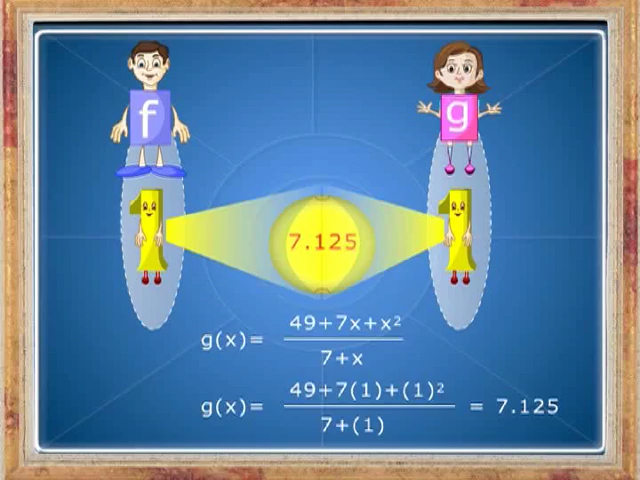 f
g
1
1
7.125
g(x)= 49+7x+x²
7+x
g(x)= 49+7(1)+(1)² = 7.125
7+(1)